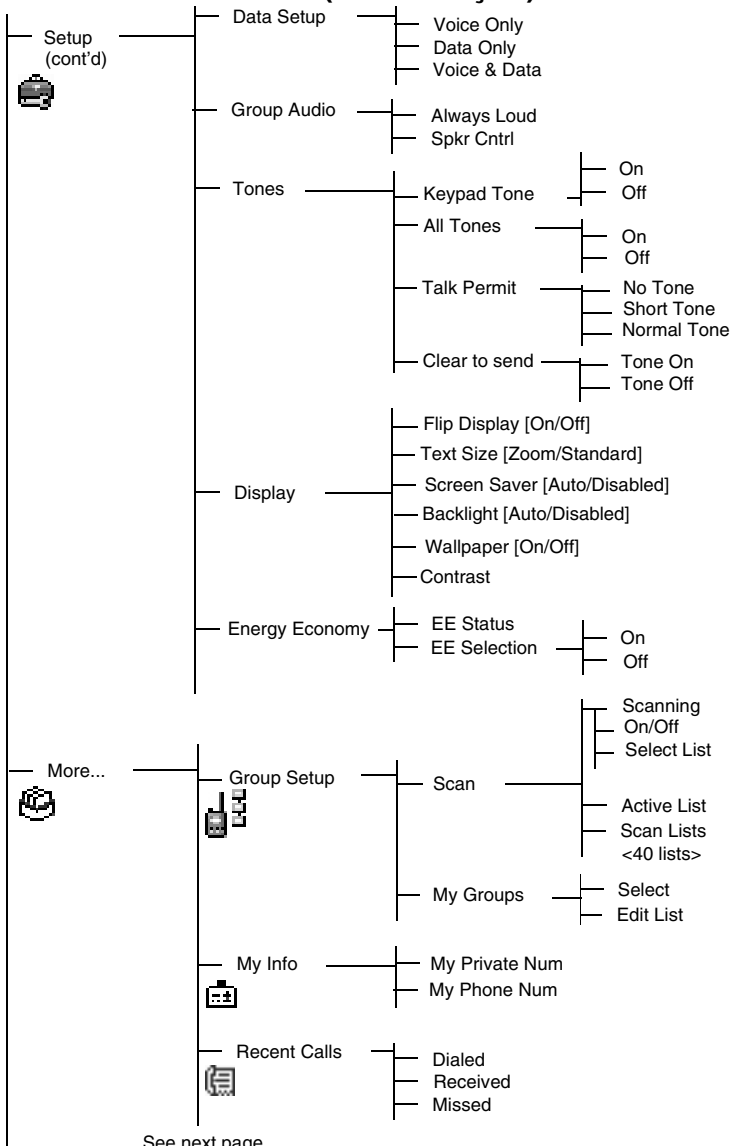 Setup
(cont'd)
Data Setup
Voice Only
Data Only
Voice & Data
Group Audio
Always Loud
Spkr Cntrl
Tones
Keypad Tone
On
Off
All Tones
On
Off
Talk Permit
No Tone
Short Tone
Normal Tone
Clear to send
Tone On
Tone Off
Display
Flip Display [On/Off]
Text Size [Zoom/Standard]
Screen Saver [Auto/Disabled]
Backlight [Auto/Disabled]
Wallpaper [On/Off]
Contrast
Energy Economy
EE Status
EE Selection
On
Off
More...
Group Setup
Scan
Scanning
On/Off
Select List
Active List
Scan Lists
<40 lists>
My Groups
Select
Edit List
My Info
My Private Num
My Phone Num
Recent Calls
Dialed
Received
Missed
See next page